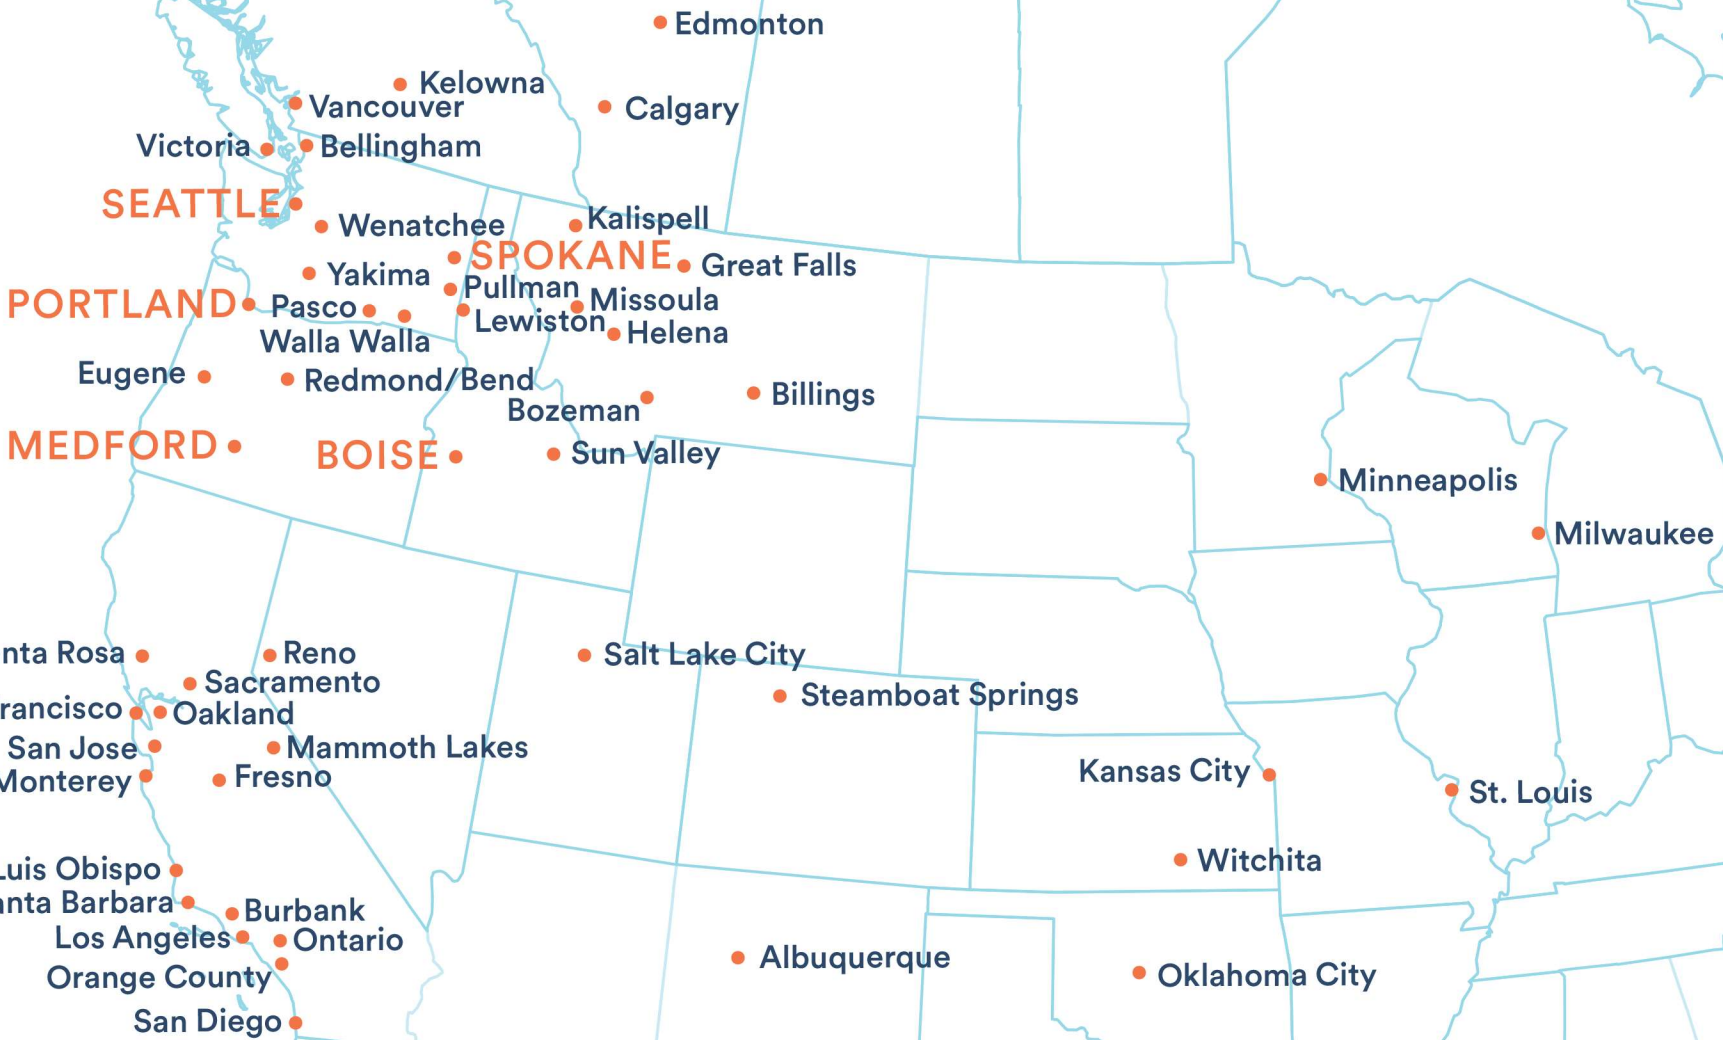 Edmonton
Kelowna
Vancouver
Calgary
Victoria
Bellingham
SEATTLE
Wenatchee
Kalispell
SPOKANE
Great Falls
Yakima
Pullman
PORTLAND
Pasco
Missoula
Lewiston
Helena
Walla Walla
Eugene
Redmond/Bend
Bozeman
Billings
MEDFORD
BOISE
Sun Valley
Minneapolis
Milwaukee
nta Rosa
Reno
Salt Lake City
Sacramento
Steamboat Springs
rancisco
Oakland
San Jose
Mammoth Lakes
Monterey
Fresno
Kansas City
St. Louis
Luis Obispo
Witchita
anta Barbara
Burbank
Los Angeles
Ontario
Albuquerque
Orange County
Oklahoma City
San Diego